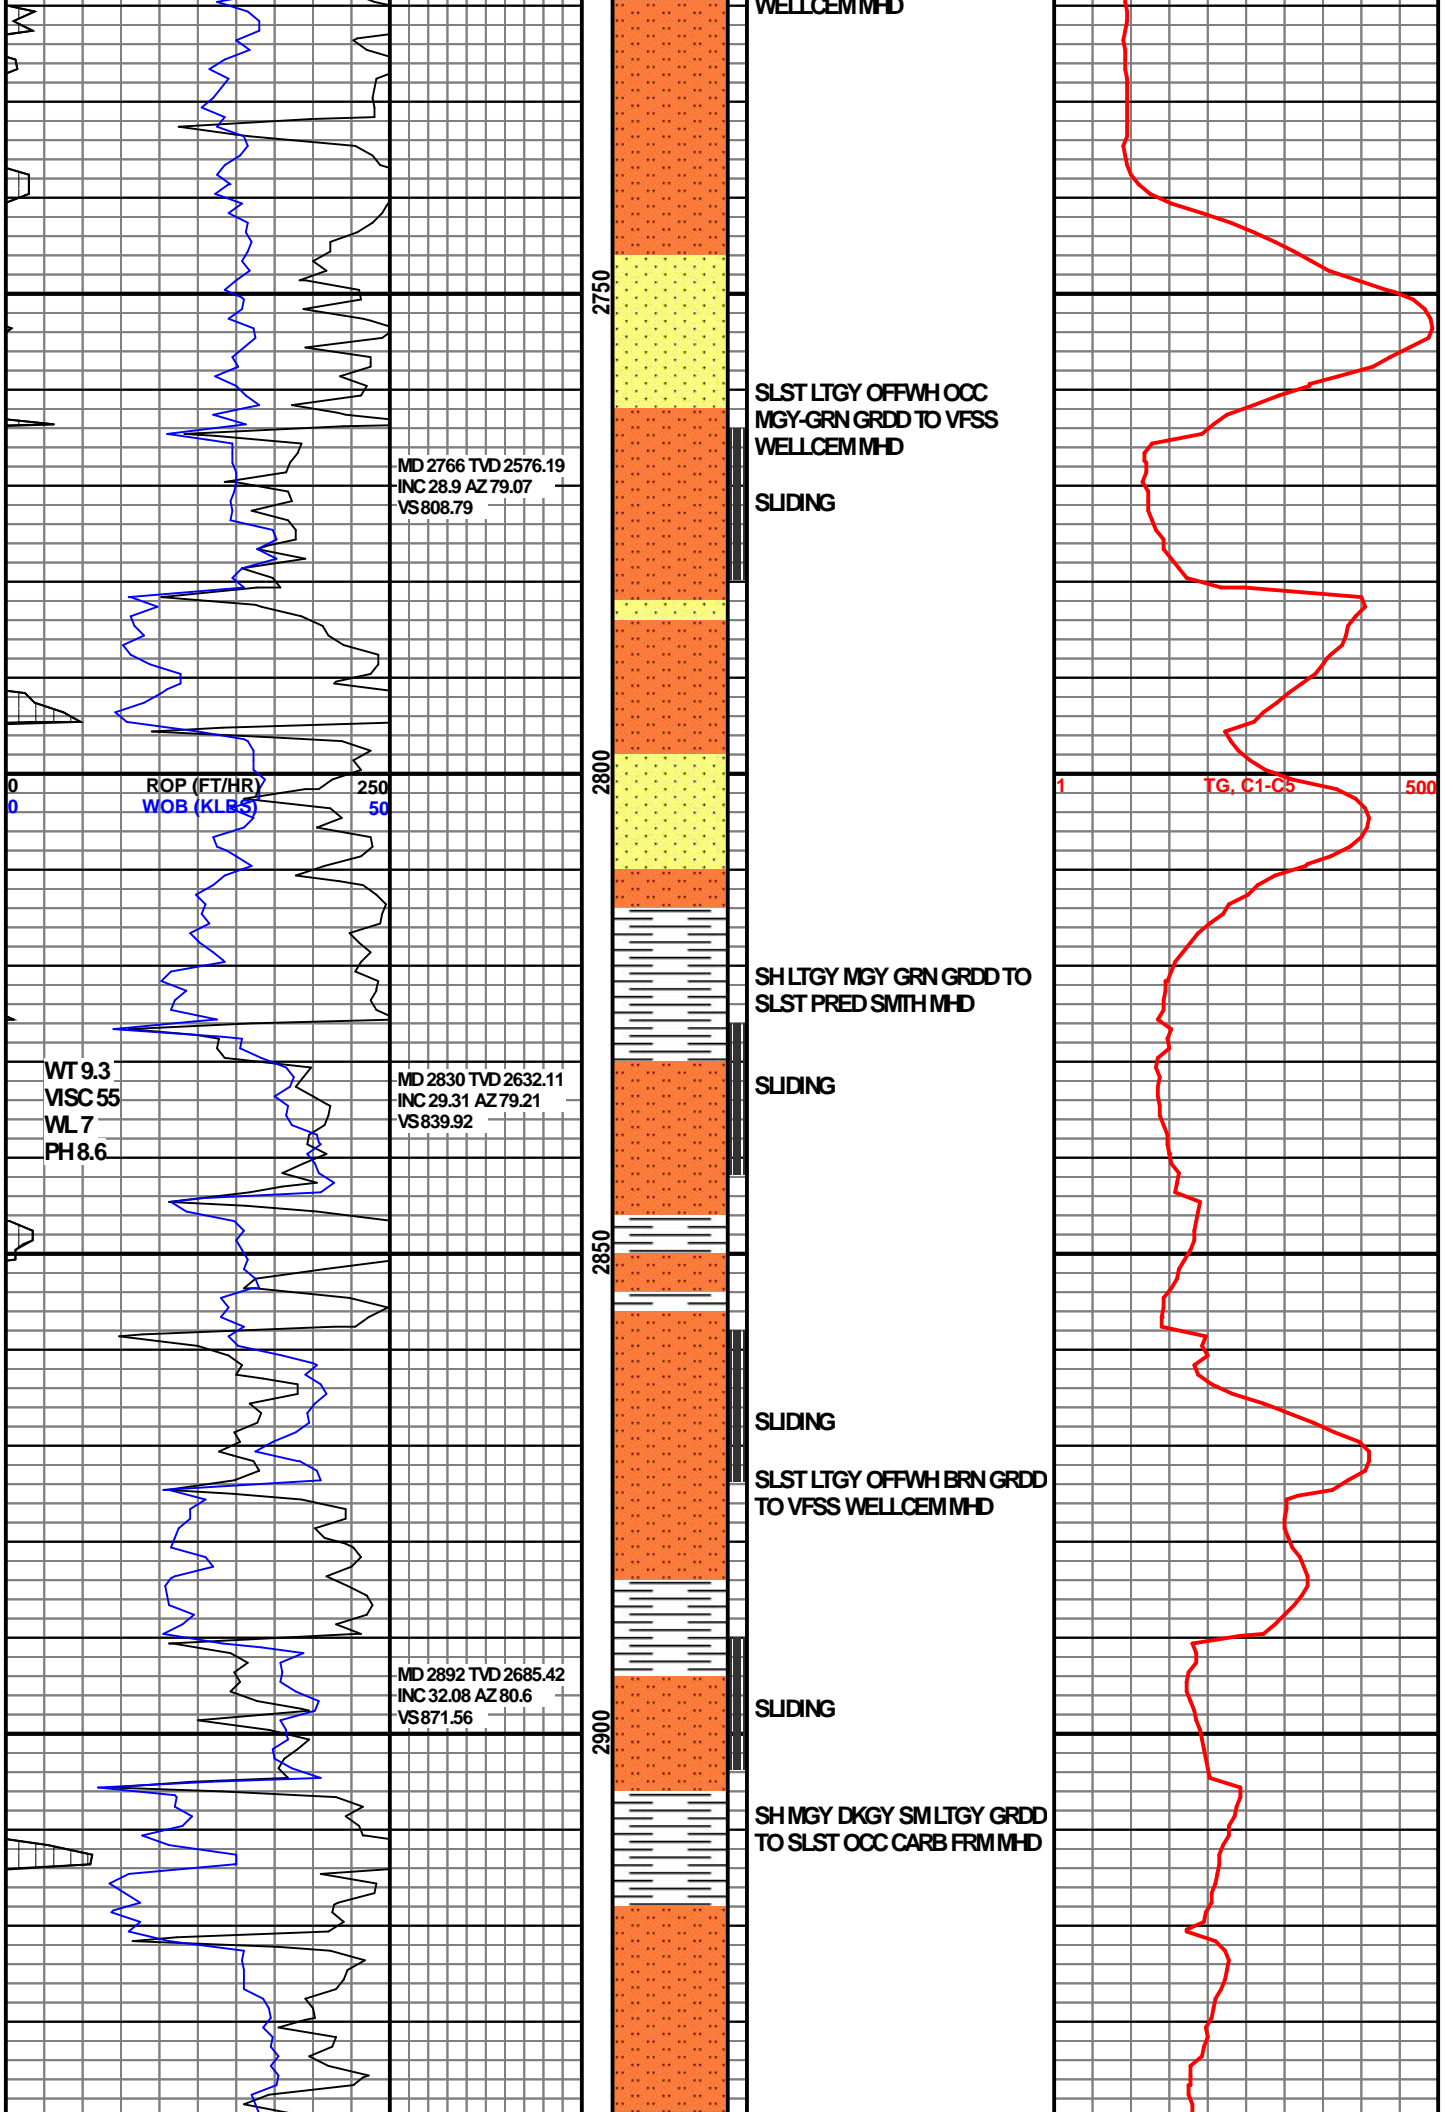 WELLCEM MHD
2750
SLST LTGY OFFWH OCC
MGY-GRN GRDD TO VFSS
WELLCEM MHD
MD 2766 TVD 2576.19
INC 28.9 AZ 79.07
VS 808.79
SLIDING
2800
0 ROP (FT/HR) 250
0 WOB (KLBS) 50
1 TG, C1-C5 500
SH LTGY MGY GRN GRDD TO
SLST PRED SMTH MHD
WT 9.3
VISC 55
WL 7
PH 8.6
MD 2830 TVD 2632.11
INC 29.31 AZ 79.21
VS 839.92
SLIDING
2850
SLIDING
SLST LTGY OFFWH BRN GRDD
TO VFSS WELLCEM MHD
MD 2892 TVD 2685.42
INC 32.08 AZ 80.6
VS 871.56
SLIDING
2900
SH MGY DKGY SM LTGY GRDD
TO SLST OCC CARB FRM MHD